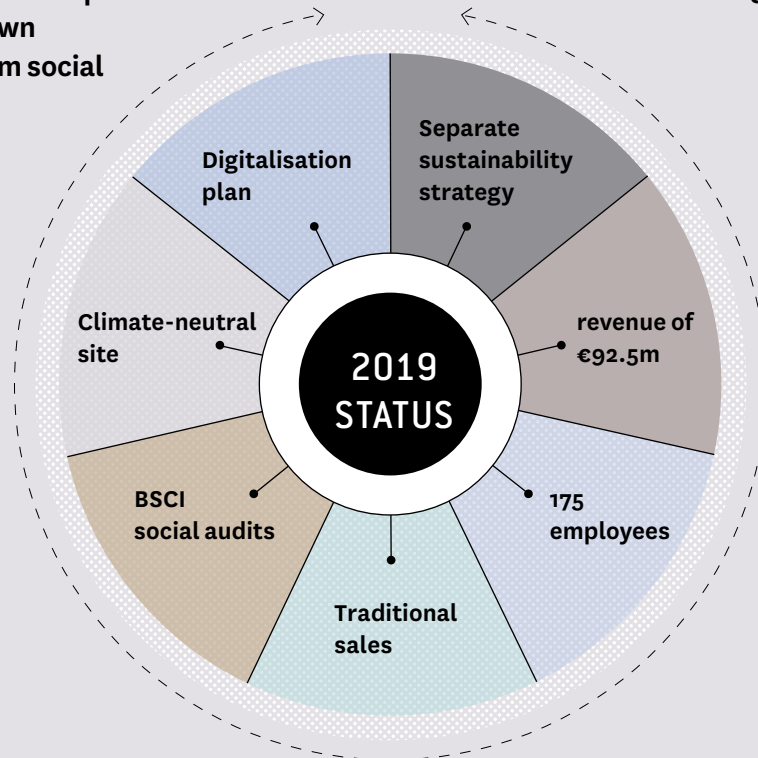 wn
m social
Separate
sustainability
strategy
revenue of
€92.5m
175
employees
Traditional
sales
BSCI
social audits
Climate-neutral
site
Digitalisation
plan
2019
STATUS